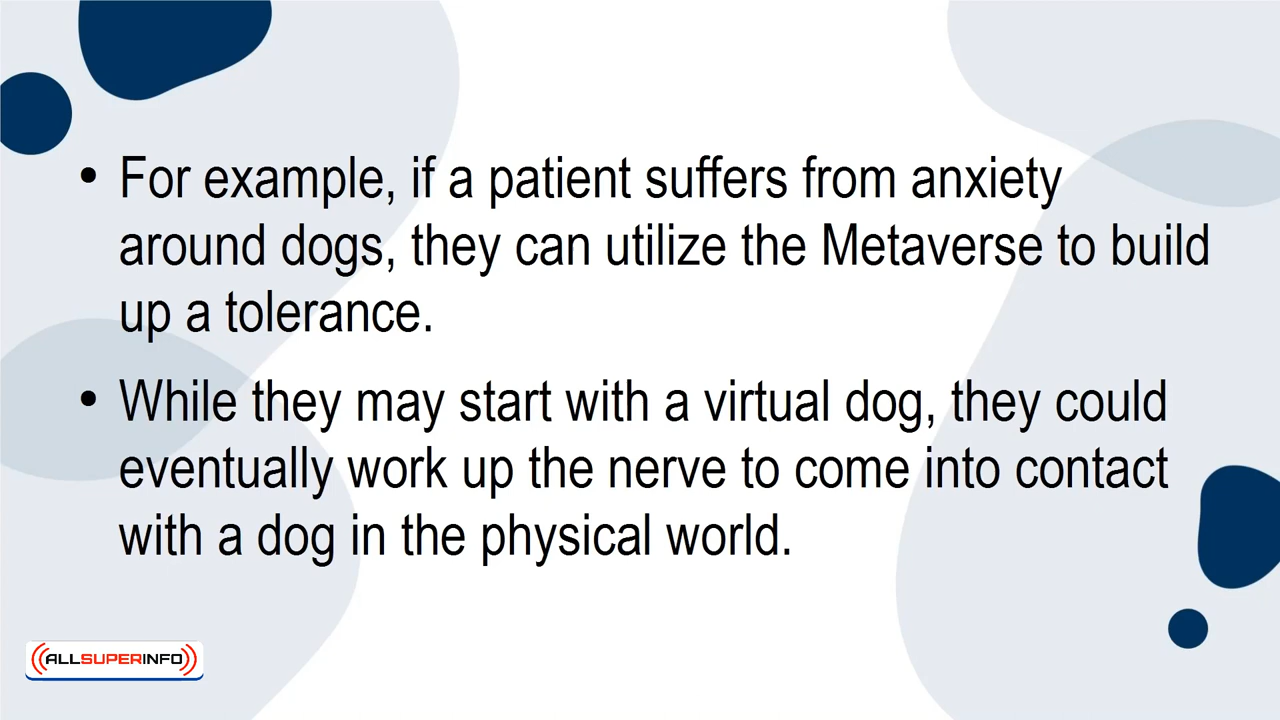 • For example, if a patient suffers from anxiety
around dogs, they can utilize the Metaverse to build
up a tolerance.
• While they may start with a virtual dog, they could
eventually work up the nerve to come into contact
with a dog in the physical world.
ALLSUPERINFO